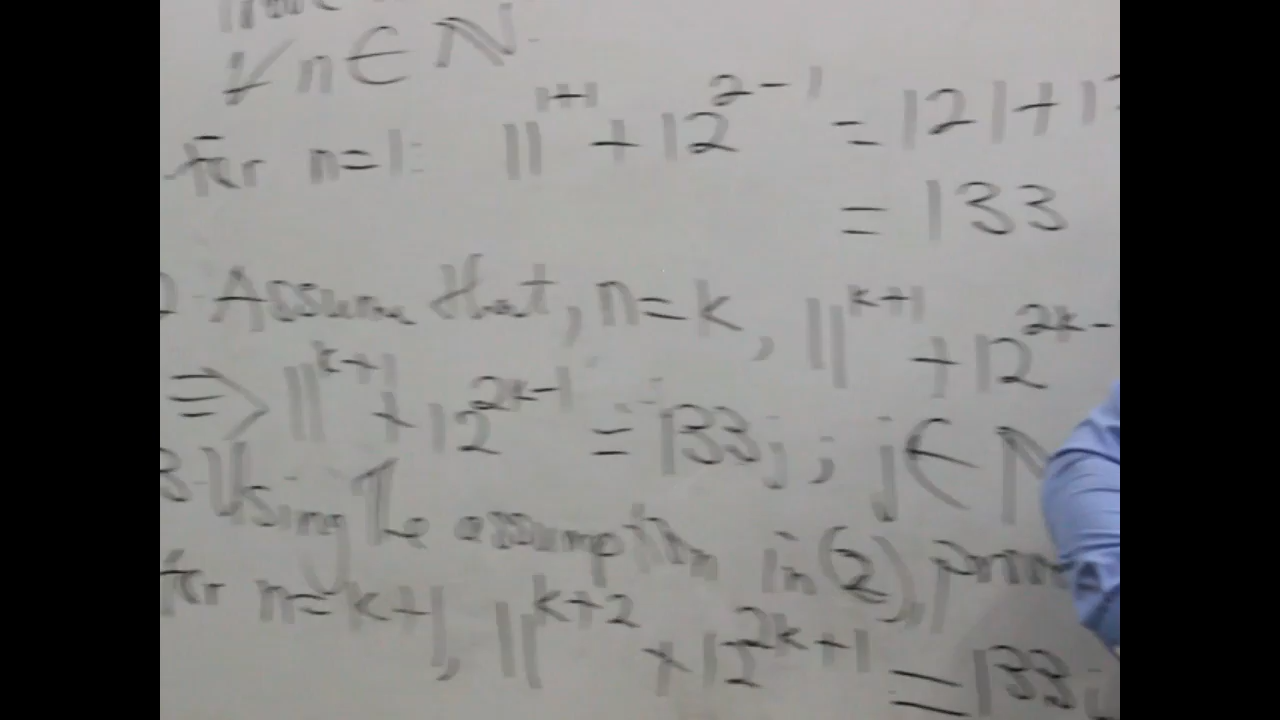 ∀n∈ℕ.
for n=1: 11^{1+1} + 12^{2-1} = 121+1
= 133
Assume that, n=k, 11^{k+1} + 12^{2k-
⇒ 11^{k+1} + 12^{2k-1} = 133j; j∈ℕ
3-Using the assumption in (2),
for n=k+1, 11^{k+2} + 12^{2k+1} = 133